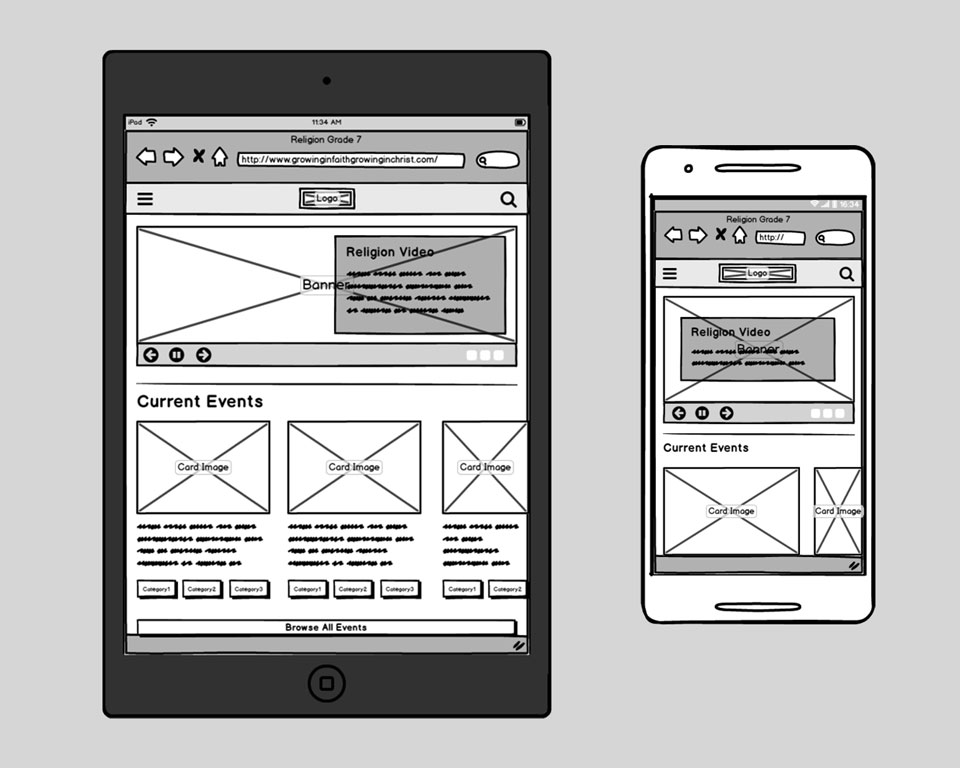 iPod
11:34 AM
Religion Grade 7
http://www.growinginfaithgrowinginchrist.com/
Logo
Religion Video
Banner
Current Events
Card Image
Card Image
Card Image
Category1 Category2 Category3
Category1 Category2 Category3
Category1 Category2
Browse All Events
16:34
Religion Grade 7
http://
Logo
Religion Video
Banner
Current Events
Card Image
Card Image